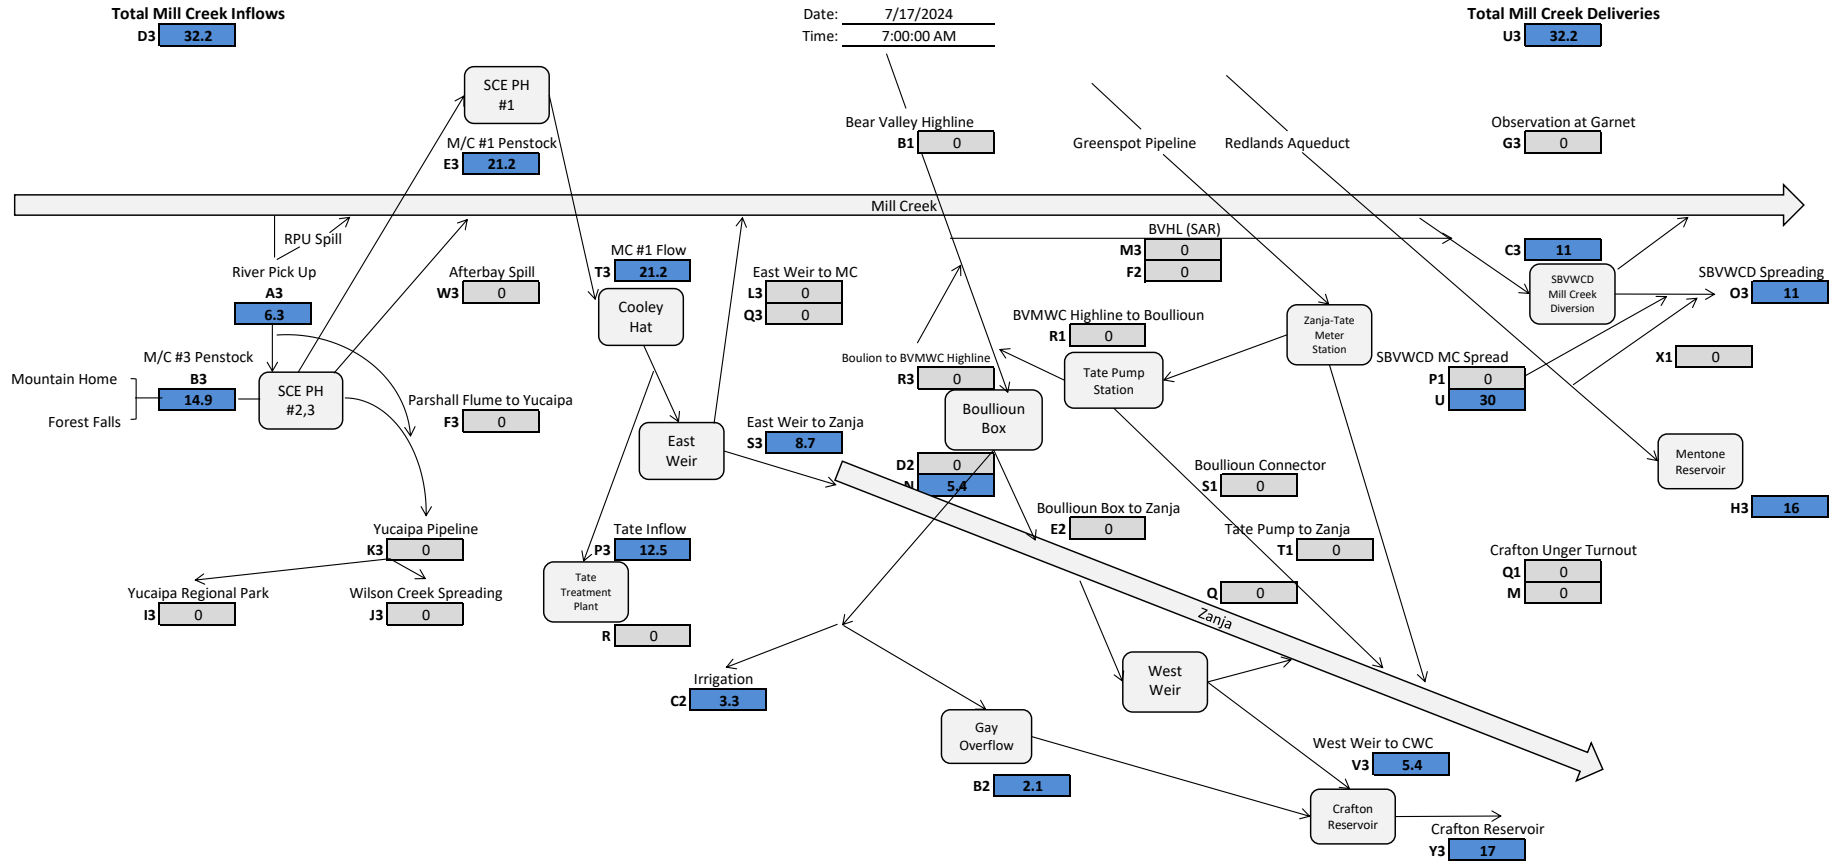 Total Mill Creek Inflows
D3 32.2
Date: 7/17/2024
Time: 7:00:00 AM
Total Mill Creek Deliveries
U3 32.2
SCE PH
#1
M/C #1 Penstock
E3 21.2
Bear Valley Highline
B1 0
Greenspot Pipeline
Redlands Aqueduct
Observation at Garnet
G3 0
Mill Creek
RPU Spill
River Pick Up
A3
6.3
Afterbay Spill
W3 0
MC #1 Flow
T3 21.2
Cooley
Hat
East Weir to MC
L3 0
Q3 0
BVHL (SAR)
M3 0
F2 0
C3 11
SBVWCD
Mill Creek
Diversion
SBVWCD Spreading
O3 11
BVMWC Highline to Boullioun
R1 0
Zanja-Tate
Meter
Station
M/C #3 Penstock
B3
14.9
Mountain Home
Forest Falls
SCE PH
#2,3
Parshall Flume to Yucaipa
F3 0
Boulion to BVMWC Highline
R3 0
Tate Pump
Station
SBVWCD MC Spread
P1 0
U 30
X1 0
Boullioun
Box
East
Weir
East Weir to Zanja
S3 8.7
D2 0
N 5.4
Boullioun Connector
S1 0
Mentone
Reservoir
H3 16
Boullioun Box to Zanja
E2 0
Tate Pump to Zanja
T1 0
Yucaipa Pipeline
K3 0
Tate Inflow
P3 12.5
Tate
Treatment
Plant
R 0
Crafton Unger Turnout
Q1 0
M 0
Yucaipa Regional Park
I3 0
Wilson Creek Spreading
J3 0
Q 0
Zanja
Irrigation
C2 3.3
West
Weir
Gay
Overflow
B2 2.1
West Weir to CWC
V3 5.4
Crafton
Reservoir
Crafton Reservoir
Y3 17